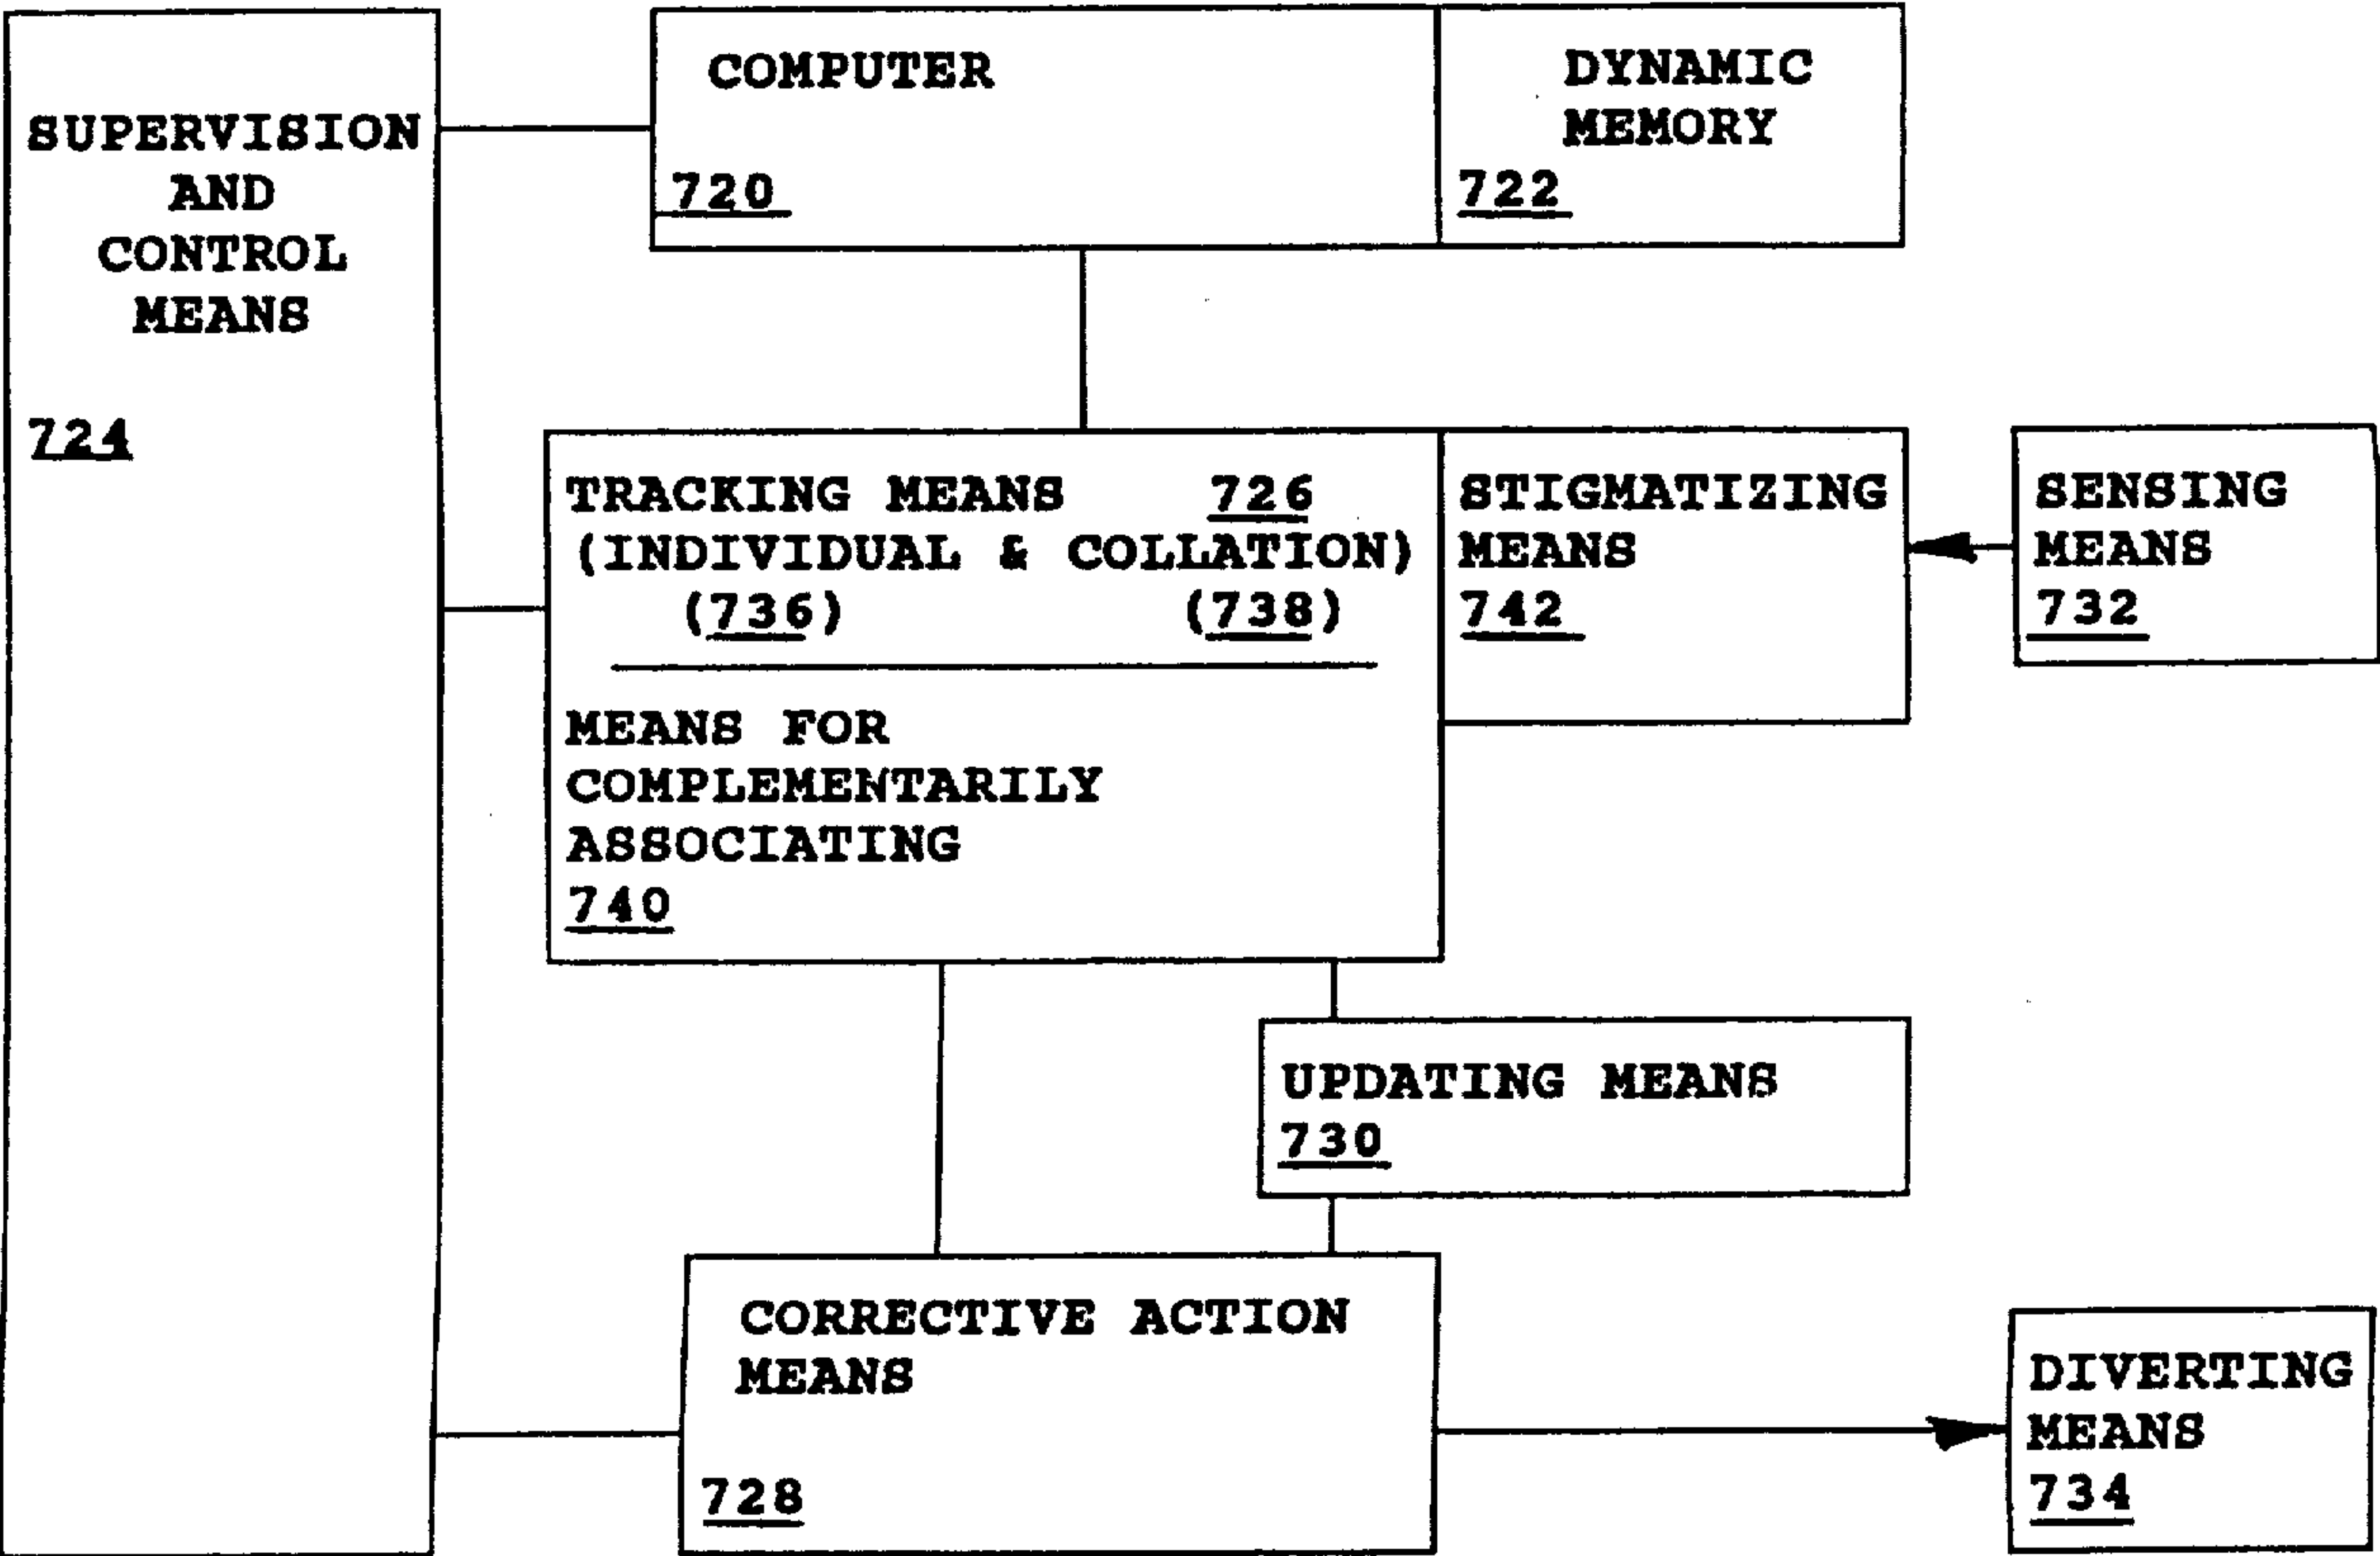 SUPERVISION
AND
CONTROL
MEANS
724
COMPUTER
720
DYNAMIC
MEMORY
722
TRACKING MEANS 726
(INDIVIDUAL & COLLATION)
(736) (738)
MEANS FOR
COMPLEMENTARILY
ASSOCIATING
740
STIGMATIZING
MEANS
742
SENSING
MEANS
732
UPDATING MEANS
730
CORRECTIVE ACTION
MEANS
728
DIVERTING
MEANS
734